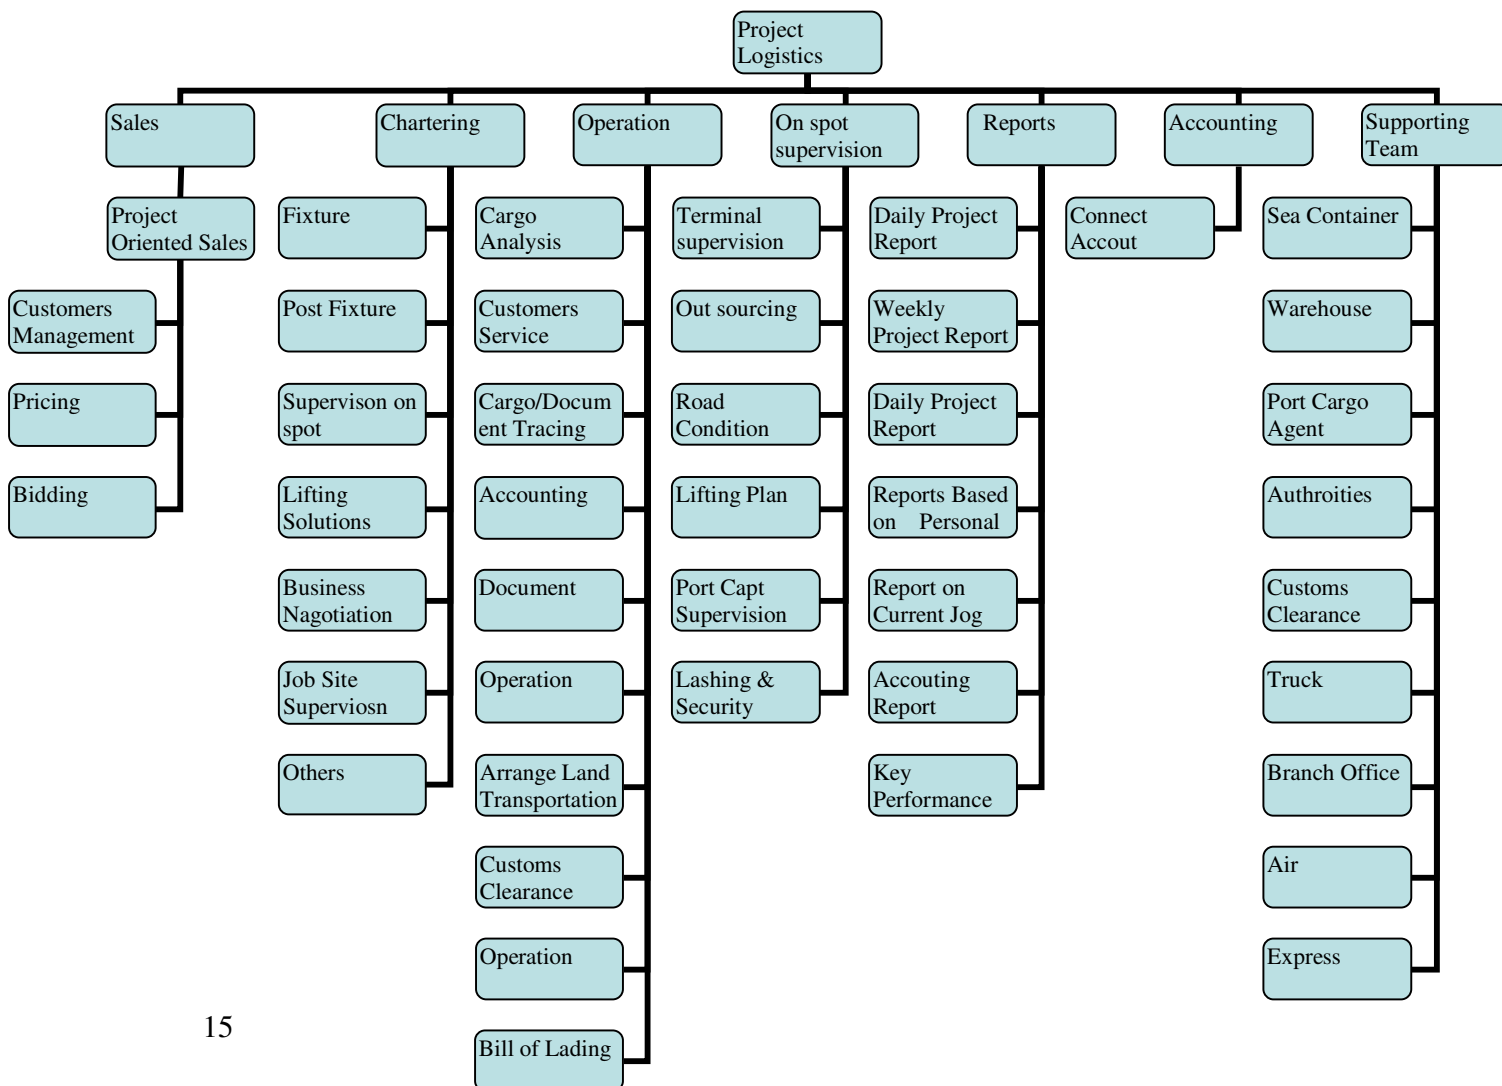 Project
Logistics
Sales
Chartering
Operation
On spot
supervision
Reports
Accounting
Supporting
Team
Project
Oriented Sales
Customers
Management
Pricing
Bidding
Fixture
Post Fixture
Supervison on
spot
Lifting
Solutions
Business
Nagotiation
Job Site
Superviosn
Others
Cargo
Analysis
Customers
Service
Cargo/Docum
ent Tracing
Accounting
Document
Operation
Arrange Land
Transportation
Customs
Clearance
Operation
Bill of Lading
Terminal
supervision
Out sourcing
Road
Condition
Lifting Plan
Port Capt
Supervision
Lashing &
Security
Daily Project
Report
Weekly
Project Report
Daily Project
Report
Reports Based
on Personal
Report on
Current Jog
Accouting
Report
Key
Performance
Connect
Accout
Sea Container
Warehouse
Port Cargo
Agent
Authroities
Customs
Clearance
Truck
Branch Office
Air
Express
15